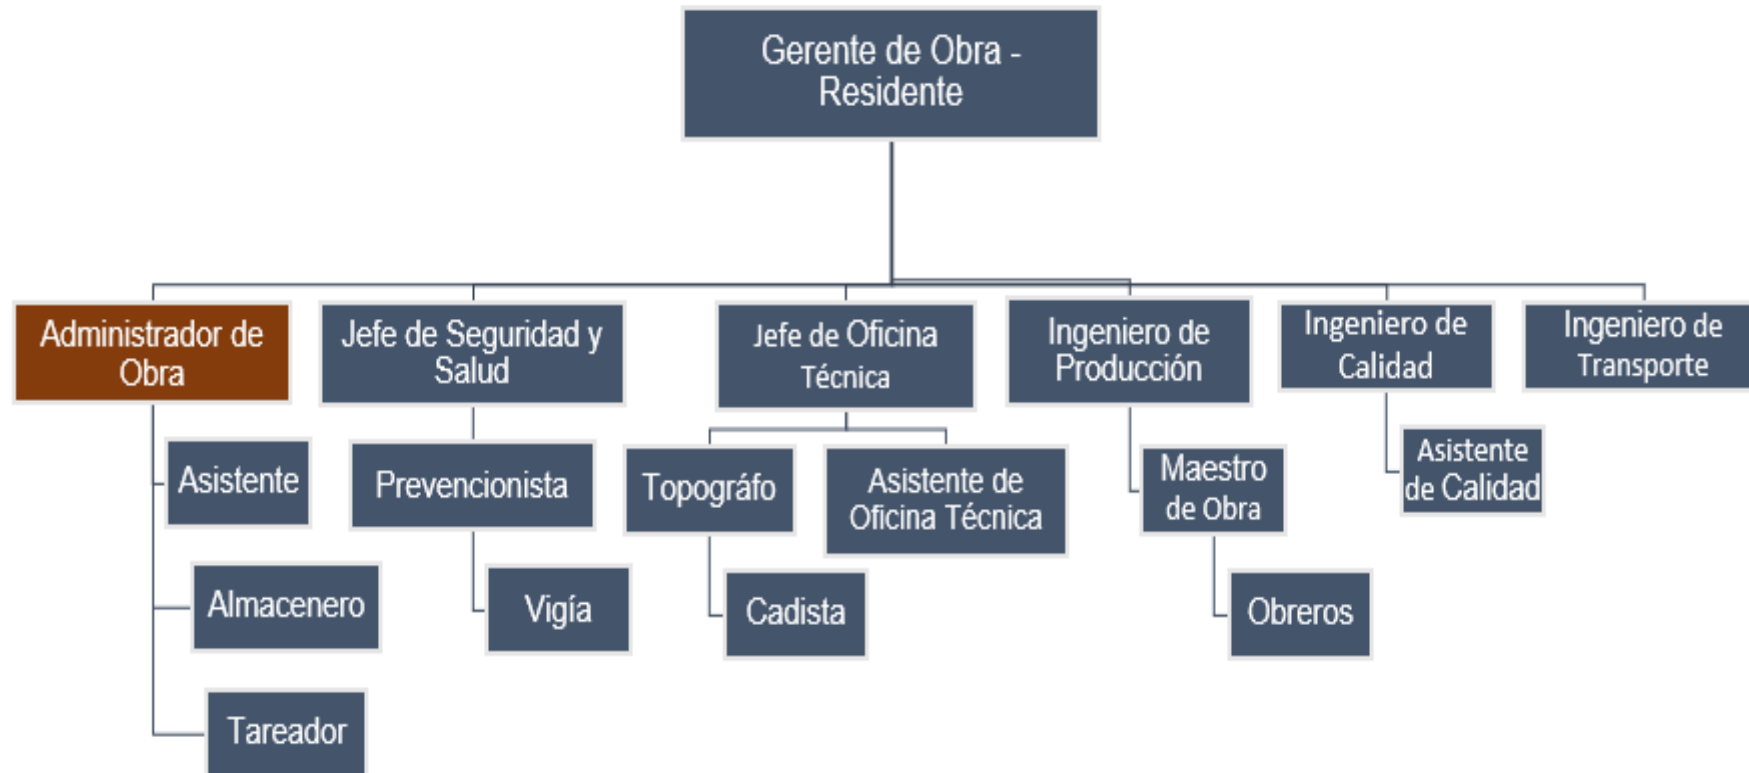 Gerente de Obra -
Residente
Administrador de
Obra
Jefe de Seguridad y
Salud
Jefe de Oficina
Técnica
Ingeniero de
Producción
Ingeniero de
Calidad
Ingeniero de
Transporte
Asistente
Almacenero
Tareador
Prevencionista
Vigía
Topográfo
Cadista
Asistente de
Oficina Técnica
Maestro
de Obra
Obreros
Asistente
de Calidad